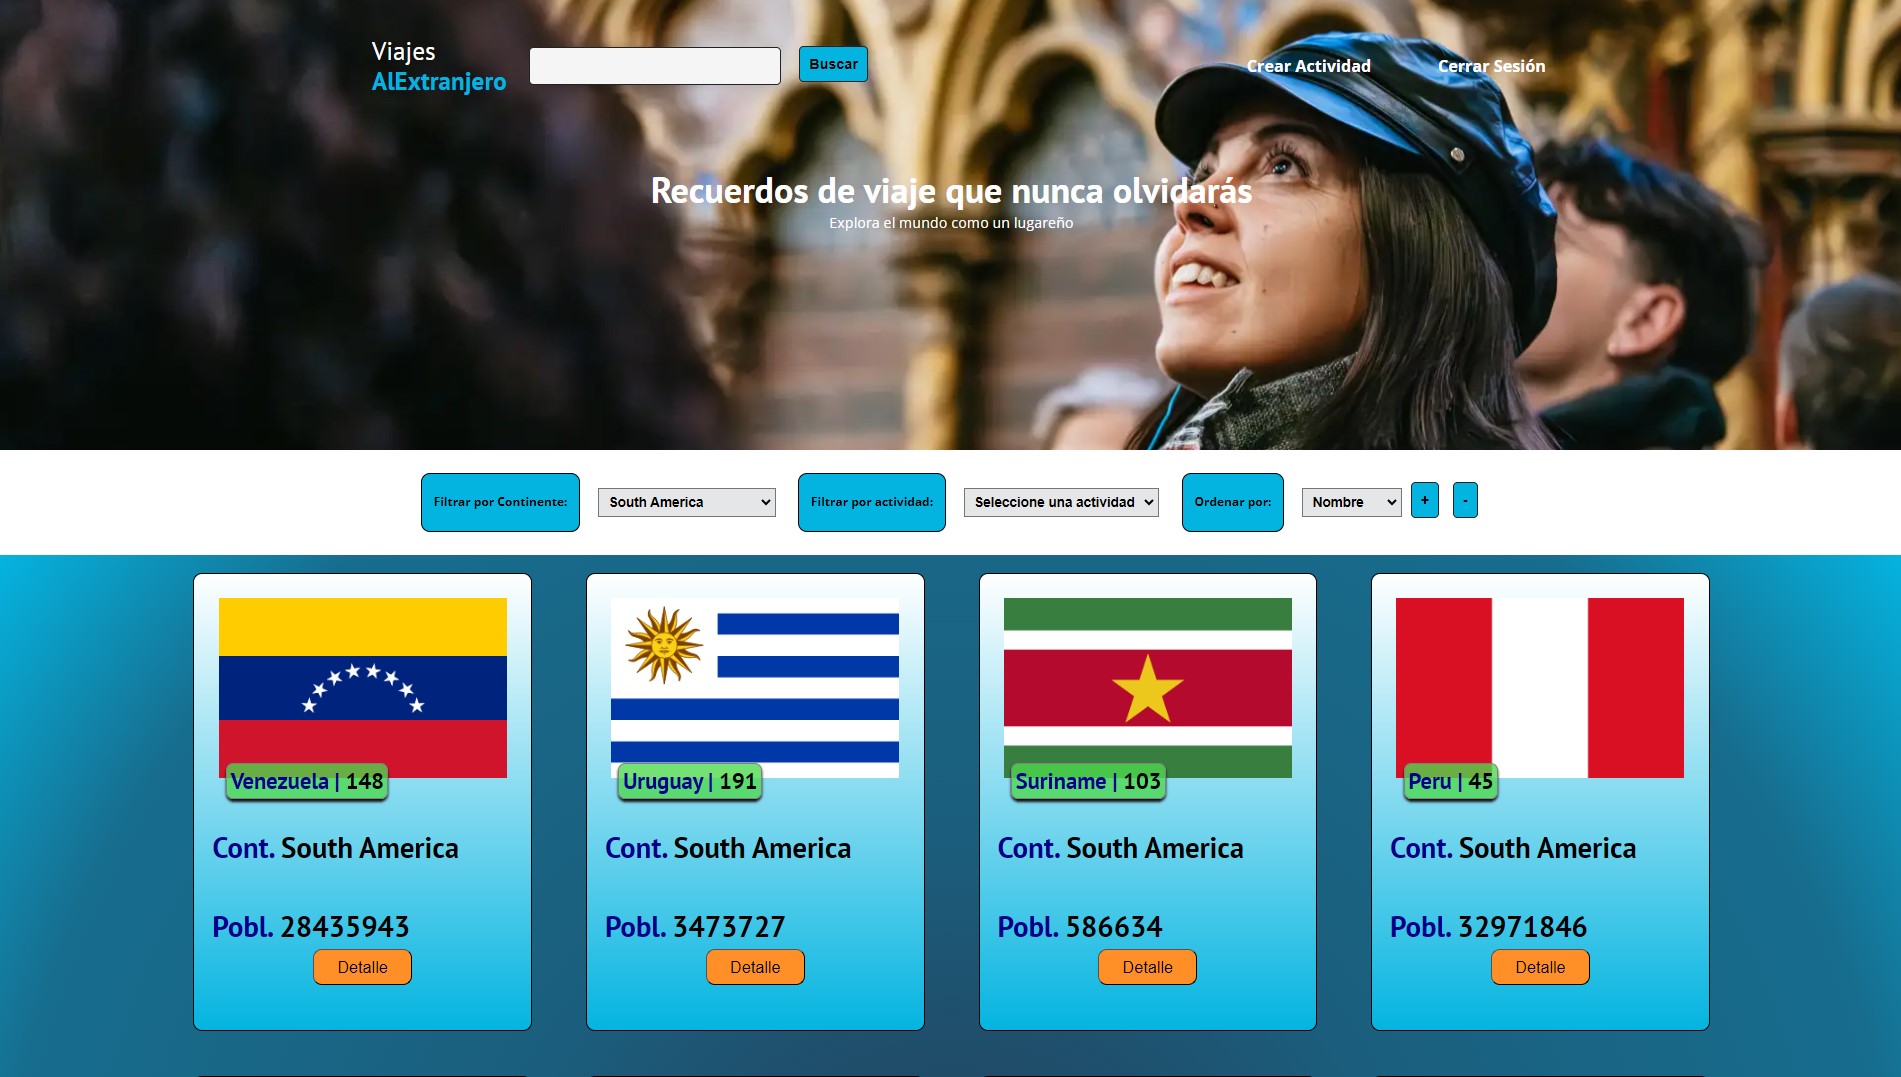 Viajes
AlExtranjero
Buscar
Crear Actividad
Cerrar Sesión
Recuerdos de viaje que nunca olvidarás
Explora el mundo como un lugareño
Filtrar por Continente:
South America
Filtrar por actividad:
Seleccione una actividad
Ordenar por:
Nombre
+
-
Venezuela | 148
Cont. South America
Pobl. 28435943
Detalle
Uruguay | 191
Cont. South America
Pobl. 3473727
Detalle
Suriname | 103
Cont. South America
Pobl. 586634
Detalle
Peru | 45
Cont. South America
Pobl. 32971846
Detalle